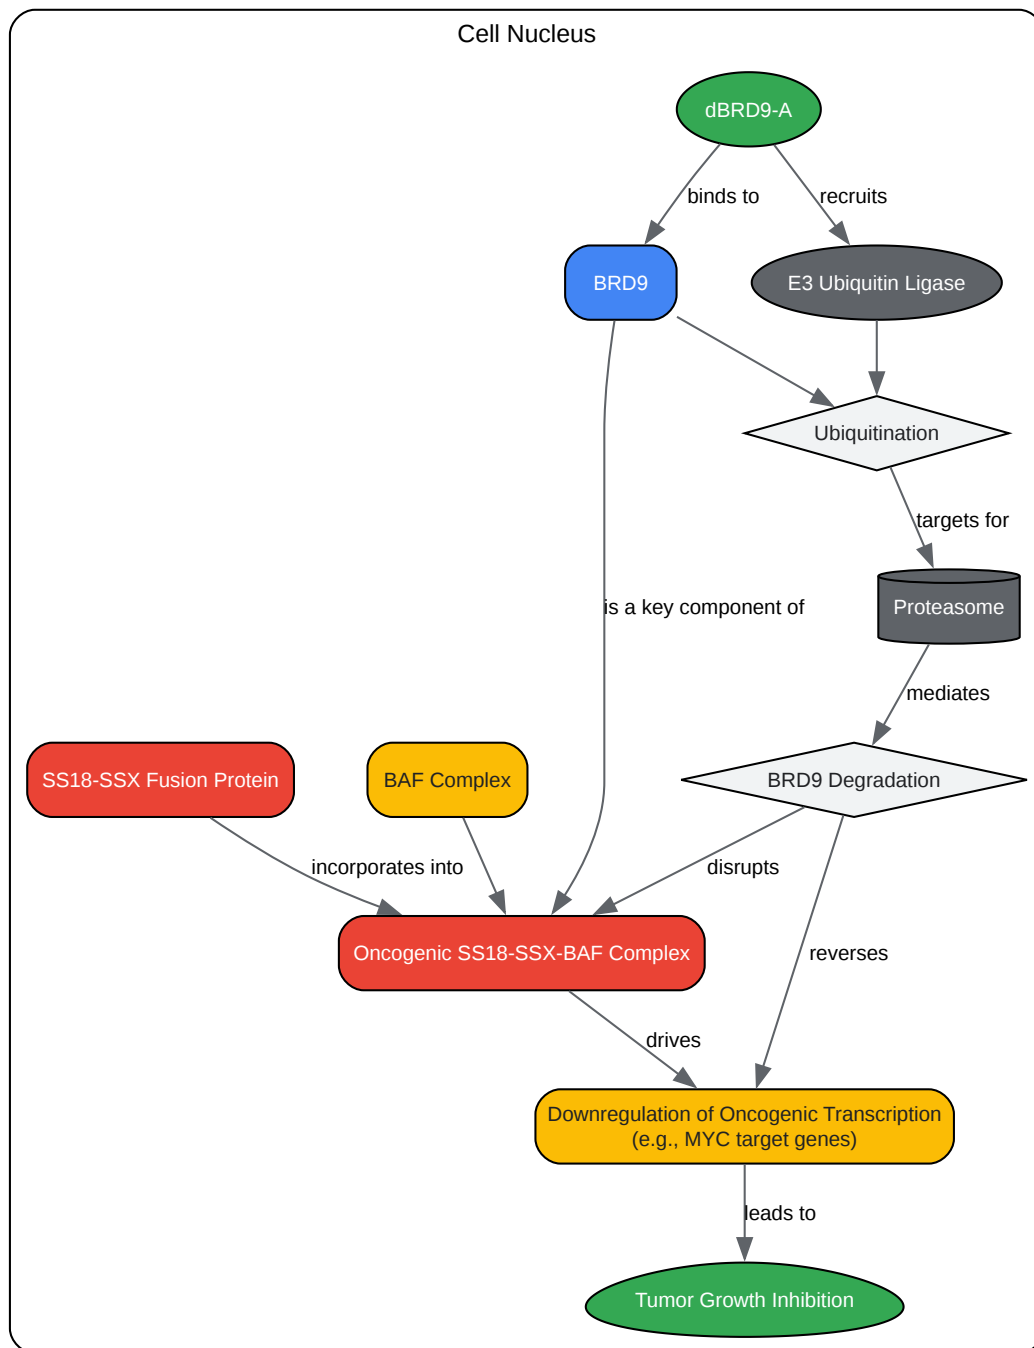 Cell Nucleus
dBRD9-A
binds to
recruits
BRD9
E3 Ubiquitin Ligase
Ubiquitination
targets for
is a key component of
Proteasome
mediates
SS18-SSX Fusion Protein
BAF Complex
BRD9 Degradation
incorporates into
disrupts
Oncogenic SS18-SSX-BAF Complex
reverses
drives
Downregulation of Oncogenic Transcription
(e.g., MYC target genes)
leads to
Tumor Growth Inhibition